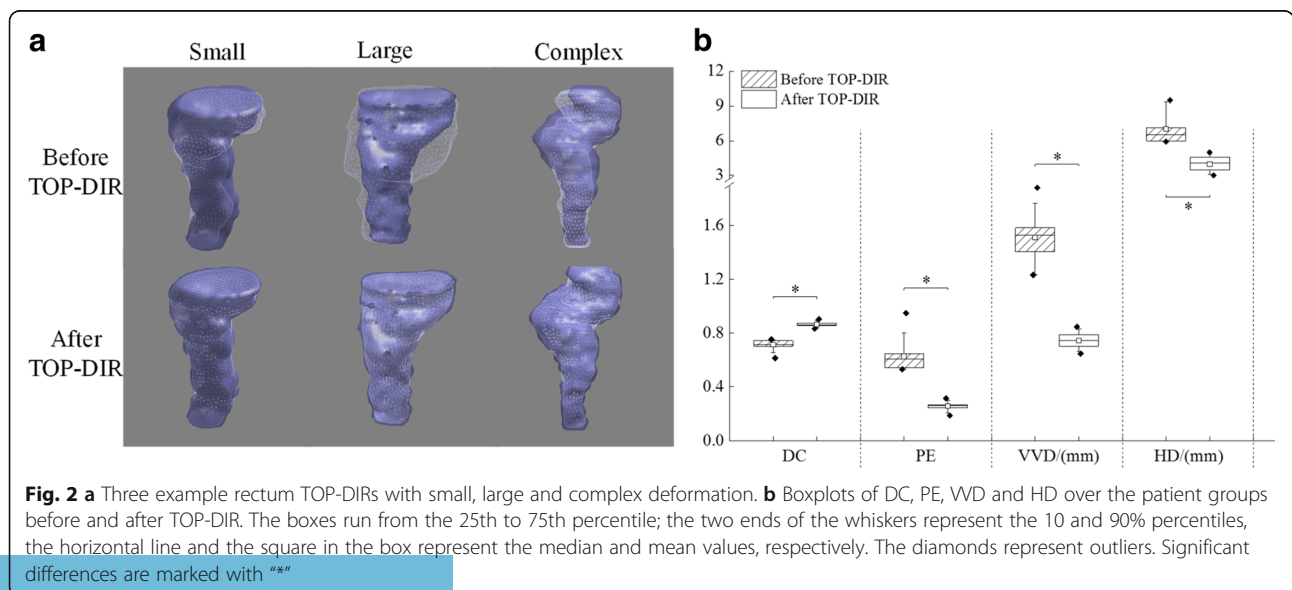 a
Small Large Complex
Before
TOP-DIR
After
TOP-DIR
b
Before TOP-DIR
After TOP-DIR
12
9
6
3
1.6
1.2
0.8
0.4
0.0
*
*
*
*
DC PE VVD/(mm) HD/(mm)
Fig. 2 a Three example rectum TOP-DIRs with small, large and complex deformation. b Boxplots of DC, PE, VVD and HD over the patient groups
before and after TOP-DIR. The boxes run from the 25th to 75th percentile; the two ends of the whiskers represent the 10 and 90% percentiles,
the horizontal line and the square in the box represent the median and mean values, respectively. The diamonds represent outliers. Significant
differences are marked with "*"